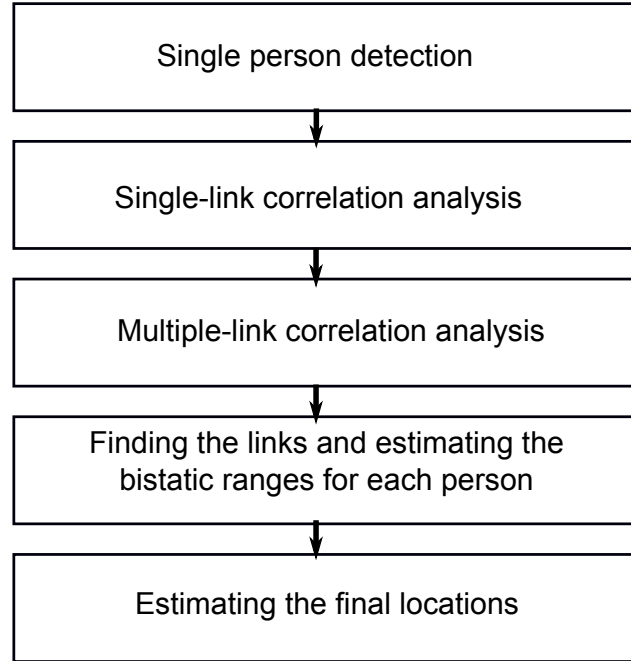 Single person detection
Single-link correlation analysis
Multiple-link correlation analysis
Finding the links and estimating the
bistatic ranges for each person
Estimating the final locations